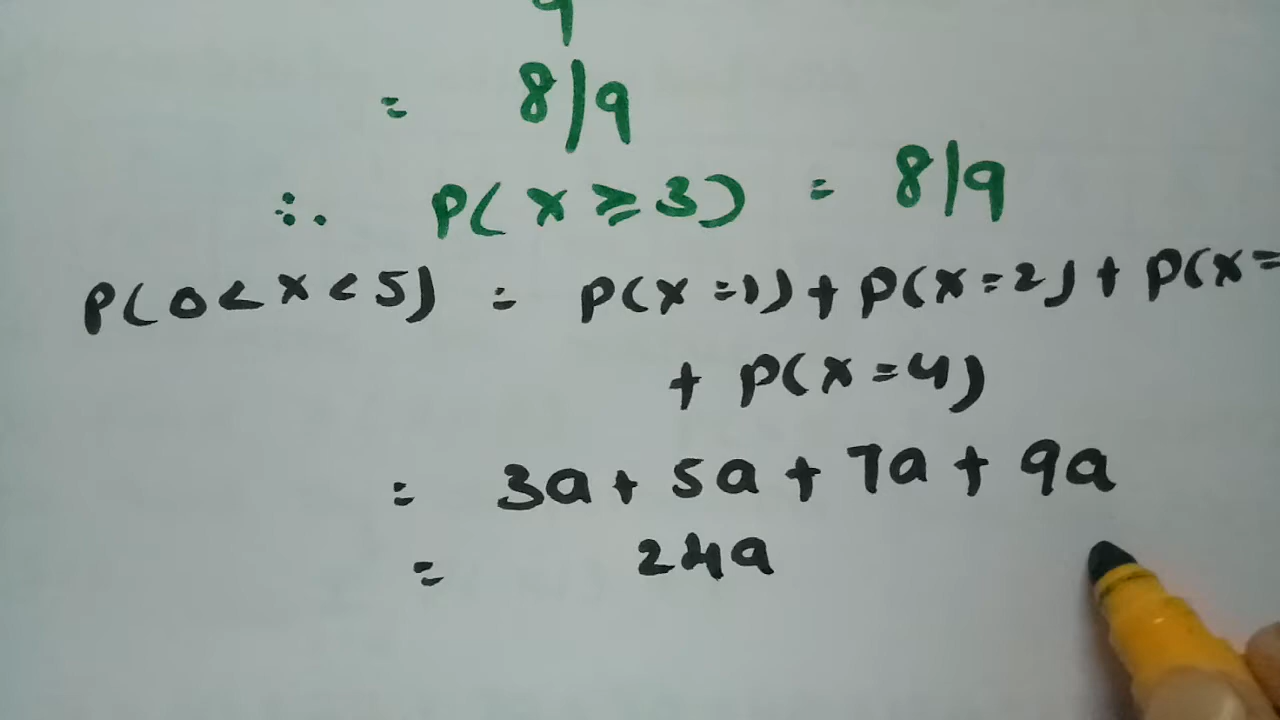 = 8/9
∴ P(X ≥ 3) = 8/9
P(0 < X < 5) = P(X=1) + P(X=2) + P(X=
+ P(X=4)
= 3a + 5a + 7a + 9a
= 24a